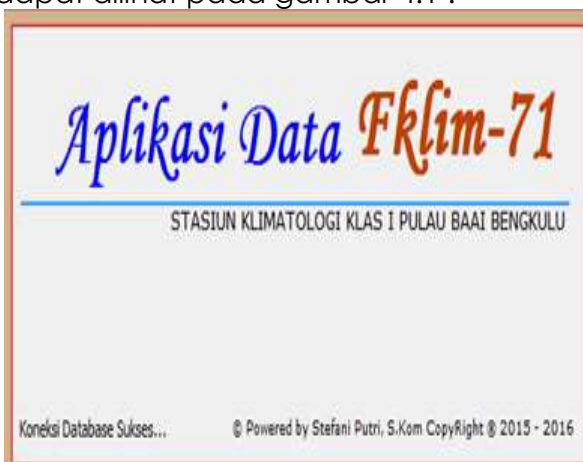 dapat dilihat pada gambar 4.1 .
Aplikasi Data Fklim-71
STASIUN KLIMATOLOGI KLAS I PULAU BAAI BENGKULU
Koneksi Database Sukses... © Powered by Stefani Putri, S.Kom CopyRight @ 2015 - 2016